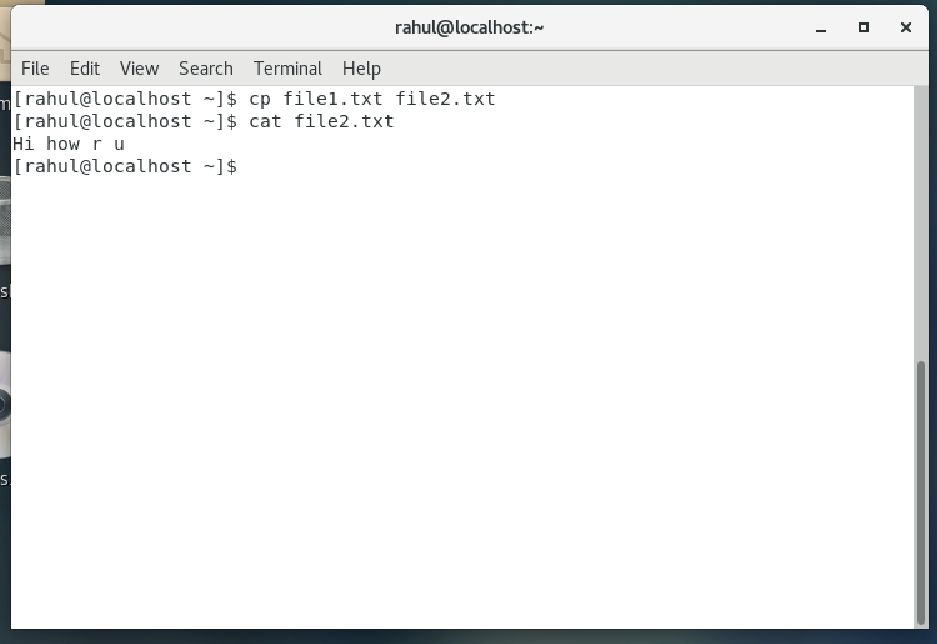 rahul@localhost:~
File Edit View Search Terminal Help
[rahul@localhost ~]$ cp file1.txt file2.txt
[rahul@localhost ~]$ cat file2.txt
Hi how r u
[rahul@localhost ~]$